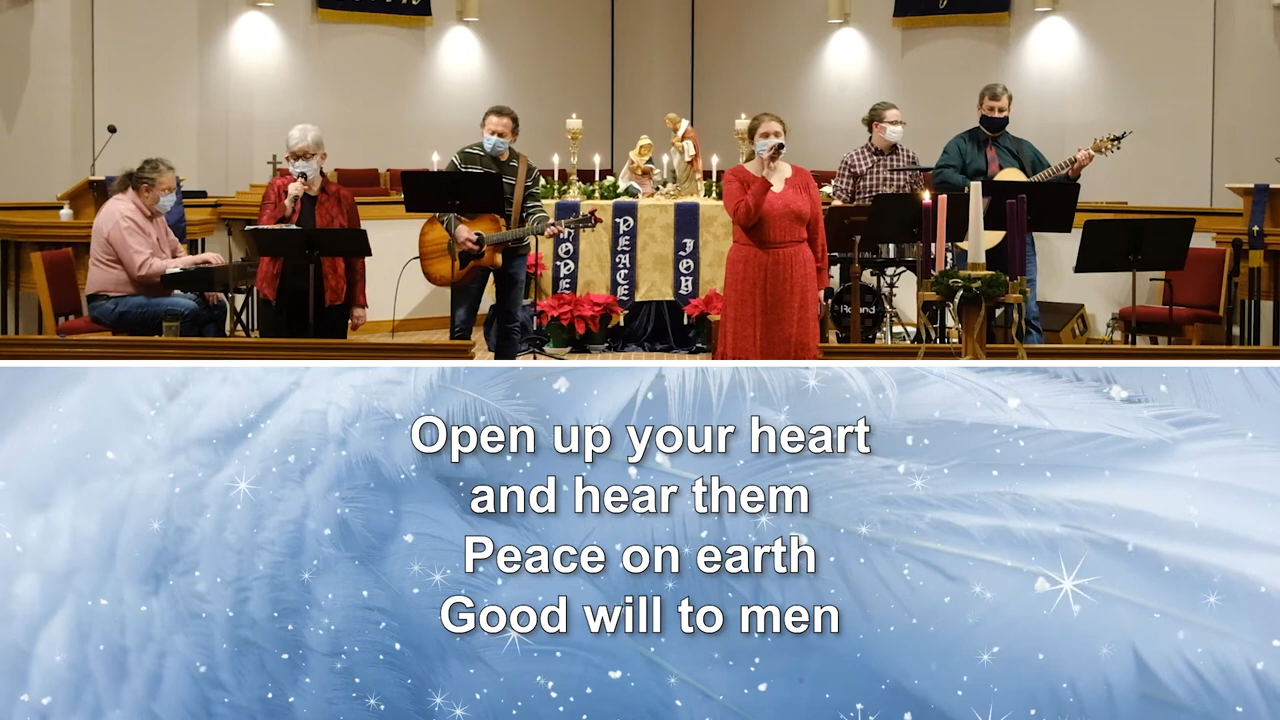 HOPE
PEACE
JOY
Roland
Open up your heart
and hear them
Peace on earth
Good will to men